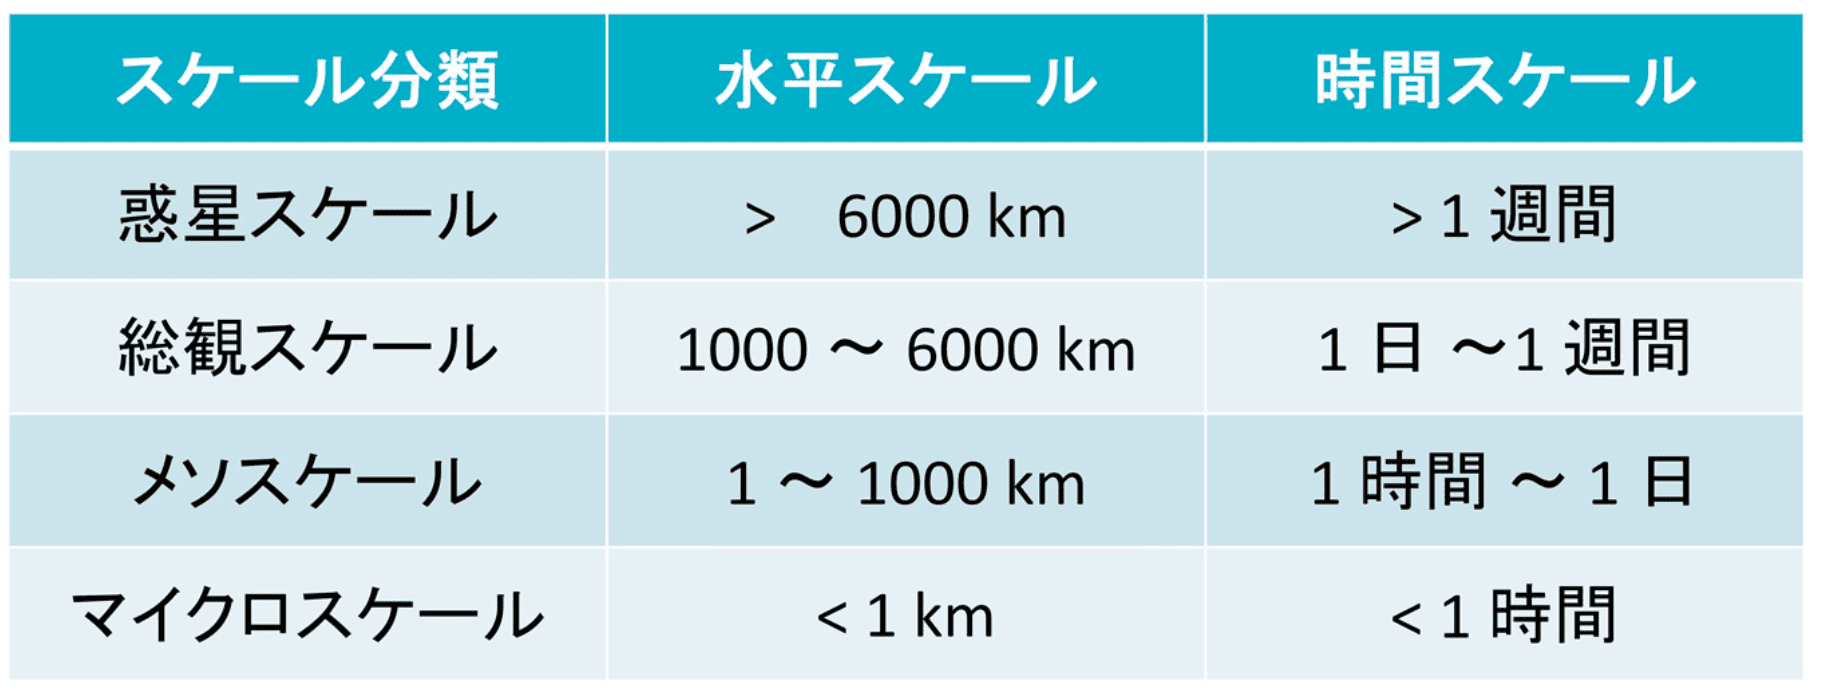 スケール分類 水平スケール 時間スケール
惑星スケール >　6000 km > 1 週間
総観スケール 1000 ～ 6000 km 1 日 ～1 週間
メソスケール 1 ～ 1000 km 1 時間 ～ 1 日
マイクロスケール < 1 km < 1 時間